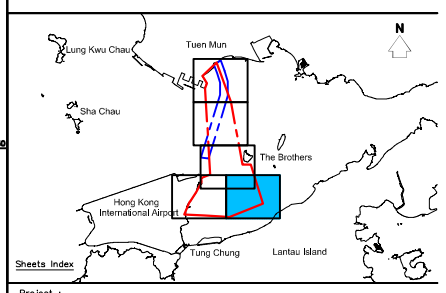 N
Tuen Mun
Lung Kwu Chau
Sha Chau
The Brothers
Hong Kong
International Airport
Tung Chung
Lantau Island
Sheets Index
Project :